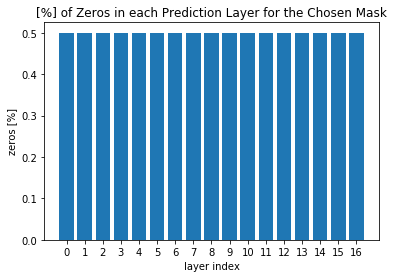 [%] of Zeros in each Prediction Layer for the Chosen Mask
0.5
0.4
0.3
0.2
0.1
0.0
zeros [%]
0 1 2 3 4 5 6 7 8 9 10 11 12 13 14 15 16
layer index